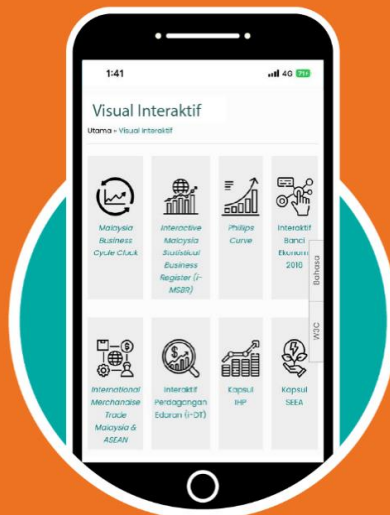 1:41
4G 71
Visual Interaktif
Utama » Visual Interaktif
Malaysia
Business
Cycle Clock
Interactive
Malaysia
Statistical
Business
Register (i-
MSBR)
Phillips
Curve
Interaktif
Banci
Ekonomi
2016
Bahasa
W3C
International
Merchandise
Trade
Malaysia &
ASEAN
Interaktif
Perdagangan
Edaran (i-DT)
Kapsul
IHP
Kapsul
SEEA